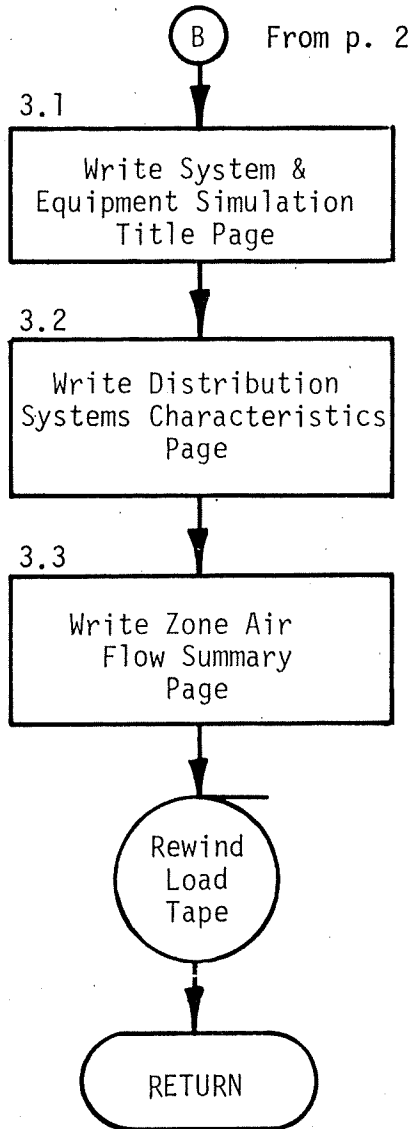 B From p. 2
3.1
Write System &
Equipment Simulation
Title Page
3.2
Write Distribution
Systems Characteristics
Page
3.3
Write Zone Air
Flow Summary
Page
Rewind
Load
Tape
RETURN